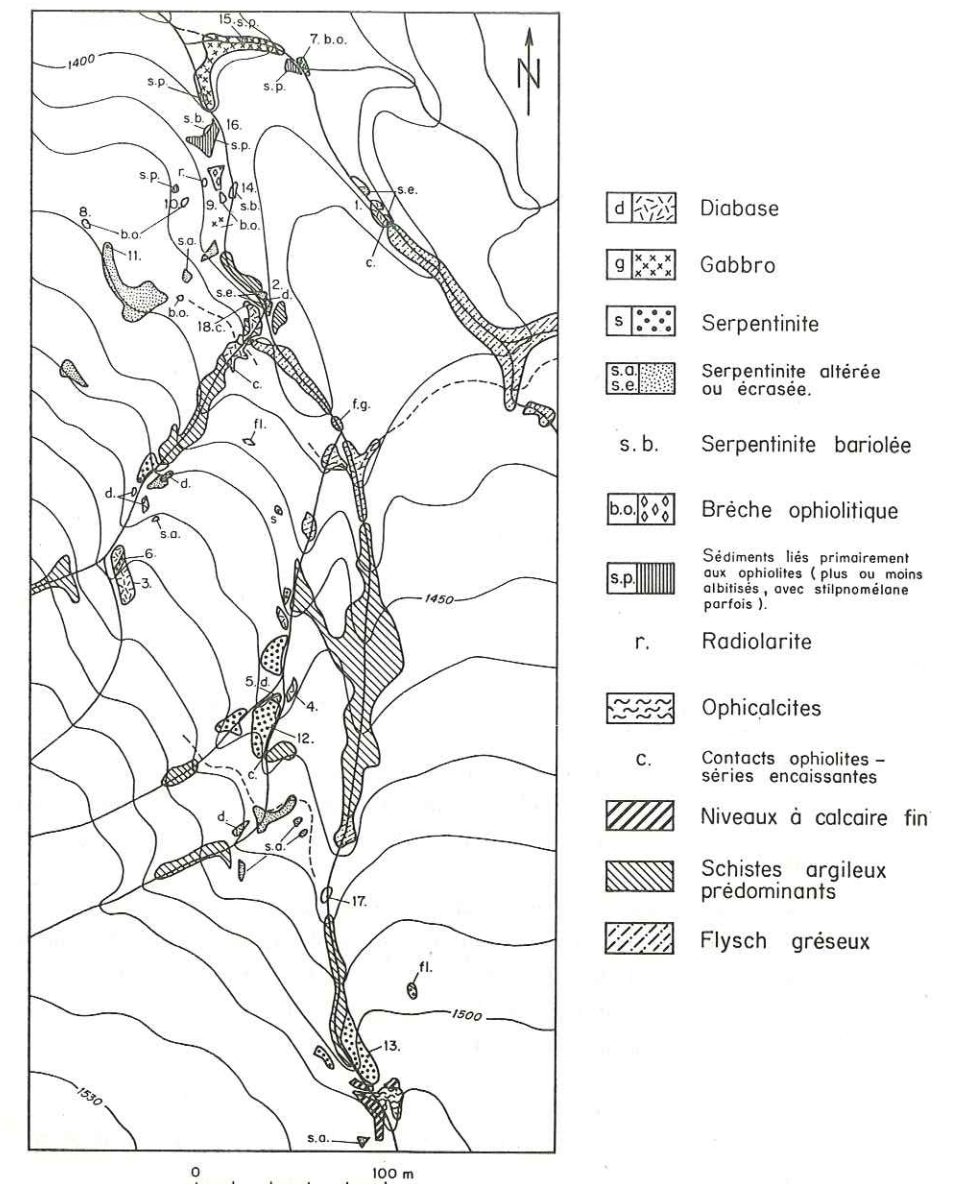 15. s.p.
7. b.o.
1400
N
s.p.
s.p.
s.b.
16.
s.p.
s.p.
r.
14.
s.e.
10.
9.
s.b.
1.
8.
b.o.
b.o.
c.
11.
s.a.
s.e.
2.
d.
b.o.
18. c.
c.
f.g.
fl.
d.
d.
s
s.a.
6.
3.
1450
5. d.
4.
12.
c.
d.
s.a.
17.
fl.
1500
13.
1530
s.a.
0 100 m
d Diabase
g Gabbro
s Serpentinite
s.a. Serpentinite altérée
s.e. ou écrasée.
s.b. Serpentinite bariolée
b.o. Brèche ophiolitique
s.p. Sédiments liés primairement
aux ophiolites (plus ou moins
albitisés, avec stilpnomélane
parfois).
r. Radiolarite
Ophicalcites
c. Contacts ophiolites –
séries encaissantes
Niveaux à calcaire fin
Schistes argileux
prédominants
Flysch gréseux